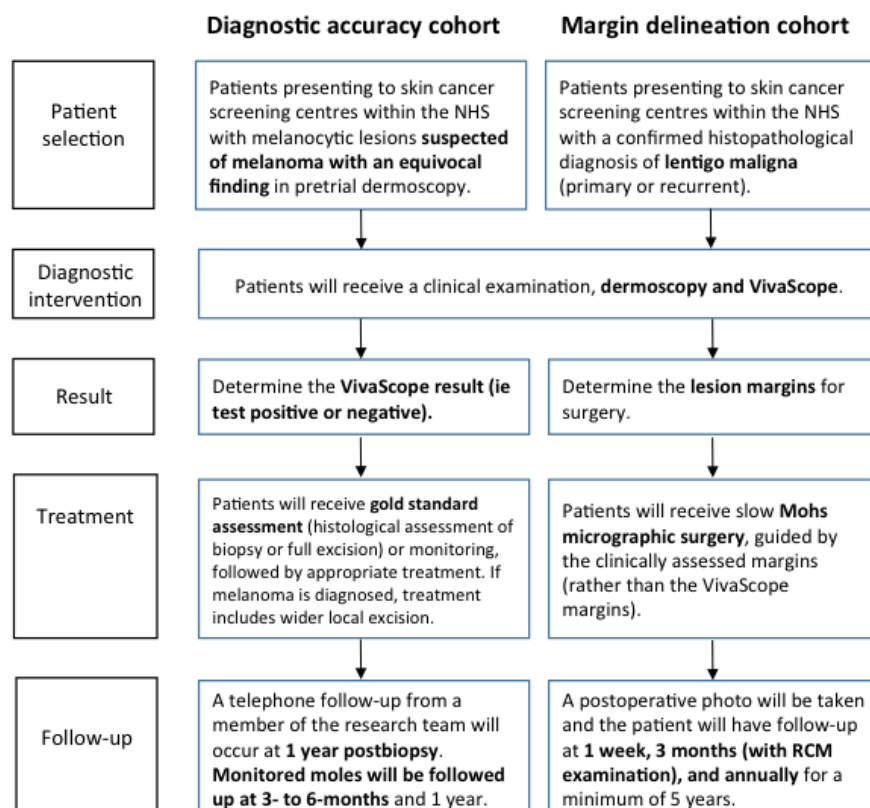 Diagnostic accuracy cohort
Margin delineation cohort
Patient
selection
Patients presenting to skin cancer
screening centres within the NHS
with melanocytic lesions suspected
of melanoma with an equivocal
finding in pretrial dermoscopy.
Patients presenting to skin cancer
screening centres within the NHS
with a confirmed histopathological
diagnosis of lentigo maligna
(primary or recurrent).
Diagnostic
intervention
Patients will receive a clinical examination, dermoscopy and VivaScope.
Result
Determine the VivaScope result (ie
test positive or negative).
Determine the lesion margins for
surgery.
Treatment
Patients will receive gold standard
assessment (histological assessment of
biopsy or full excision) or monitoring,
followed by appropriate treatment. If
melanoma is diagnosed, treatment
includes wider local excision.
Patients will receive slow Mohs
micrographic surgery, guided by
the clinically assessed margins
(rather than the VivaScope
margins).
Follow-up
A telephone follow-up from a
member of the research team will
occur at 1 year postbiopsy.
Monitored moles will be followed
up at 3- to 6-months and 1 year.
A postoperative photo will be taken
and the patient will have follow-up
at 1 week, 3 months (with RCM
examination), and annually for a
minimum of 5 years.